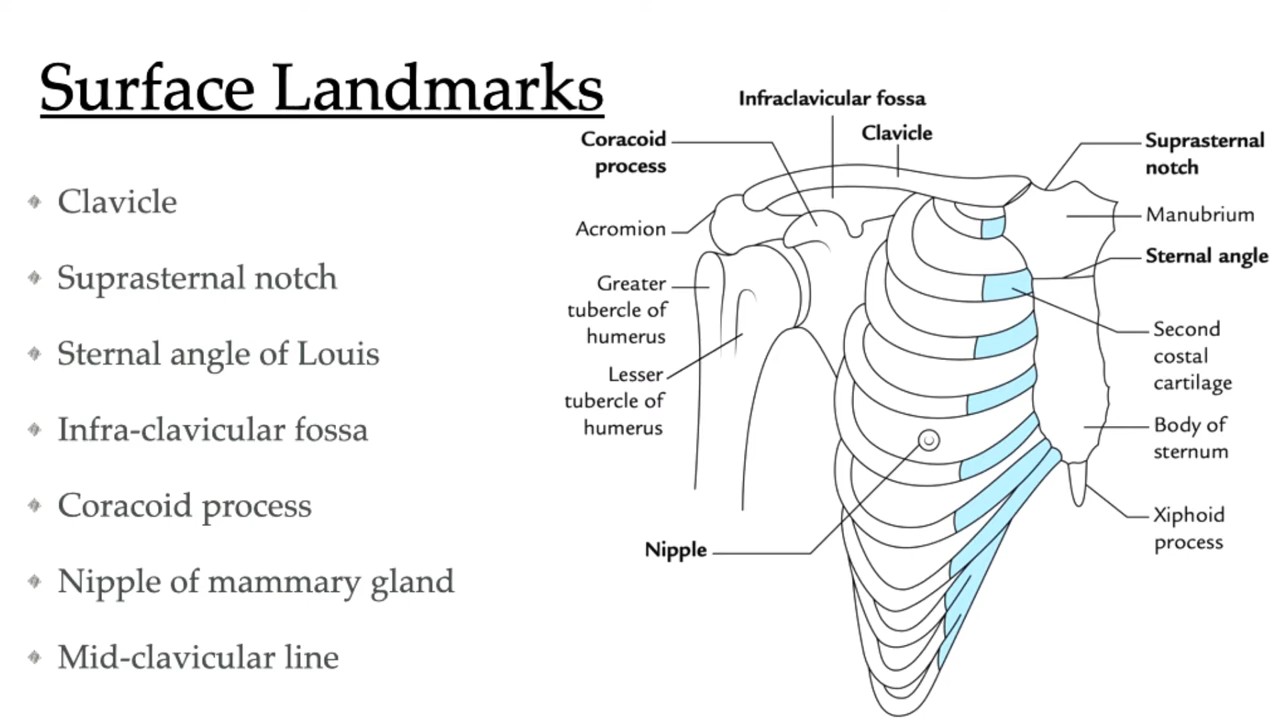 Surface Landmarks
Clavicle
Suprasternal notch
Sternal angle of Louis
Infra-clavicular fossa
Coracoid process
Nipple of mammary gland
Mid-clavicular line
Infraclavicular fossa
Clavicle
Coracoid
process
Acromion
Greater
tubercle of
humerus
Lesser
tubercle of
humerus
Nipple
Suprasternal
notch
Manubrium
Sternal angle
Second
costal
cartilage
Body of
sternum
Xiphoid
process